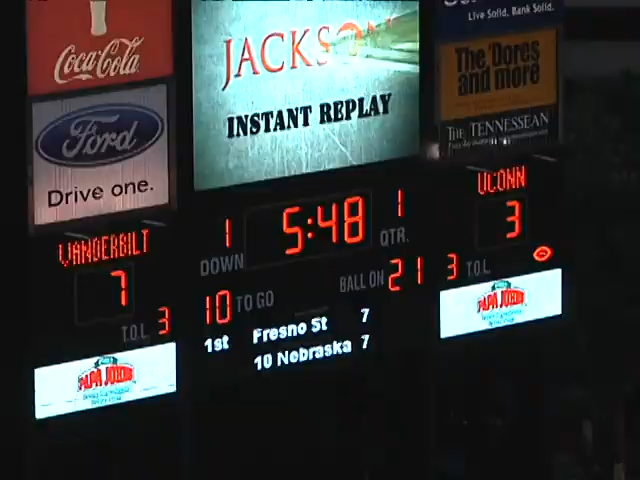 Coca-Cola
JACKSO
INSTANT REPLAY
Live Solid. Bank Solid.
The 'Dores
and more
THE TENNESSEAN
Ford
Drive one.
VANDERBILT
7
T.O.L. 3
1
DOWN
5:48
1
QTR.
UCONN
3
10 TO GO
BALL ON 21
3 T.O.L.
1st Fresno St 7
10 Nebraska 7
PAPA JOHN'S
PAPA JOHN'S